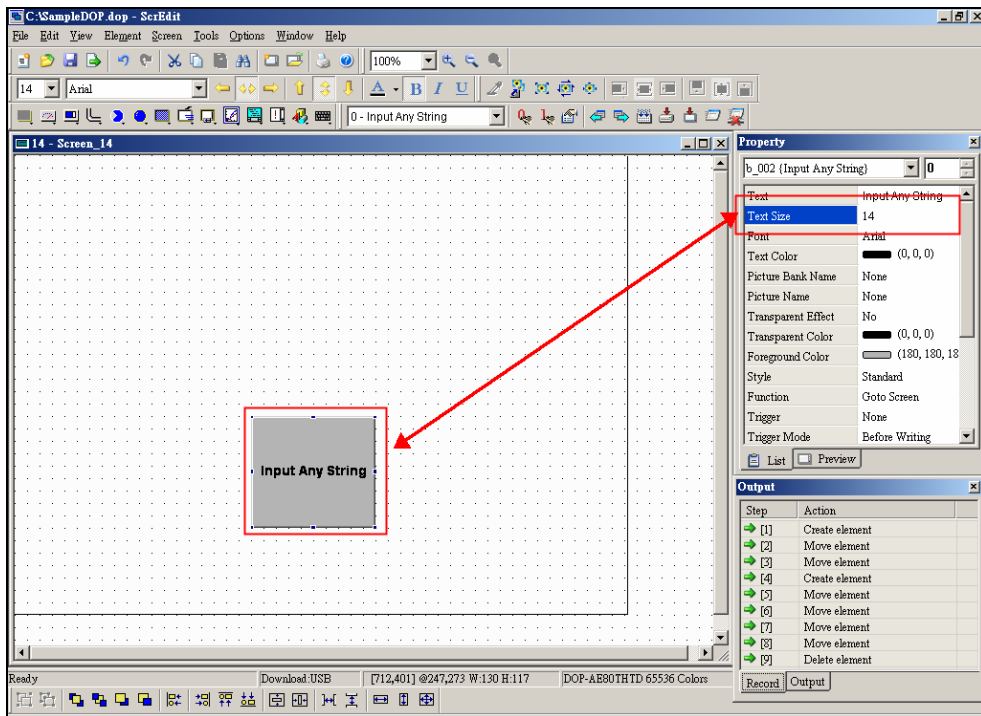 C:\SampleDOP.dop - ScrEdit
File Edit View Element Screen Tools Options Window Help
100%
14 Arial
A B I U
0 - Input Any String
14 - Screen_14
Input Any String
Property
b_002 {Input Any String} 0
Text Input Any String
Text Size 14
Font Arial
Text Color (0, 0, 0)
Picture Bank Name None
Picture Name None
Transparent Effect No
Transparent Color (0, 0, 0)
Foreground Color (180, 180, 18
Style Standard
Function Goto Screen
Trigger None
Trigger Mode Before Writing
List Preview
Output
Step Action
[1] Create element
[2] Move element
[3] Move element
[4] Create element
[5] Move element
[6] Move element
[7] Move element
[8] Move element
[9] Delete element
Record Output
Ready Download:USB [712,401] @247,273 W:130 H:117 DOP-AE80THTD 65536 Colors